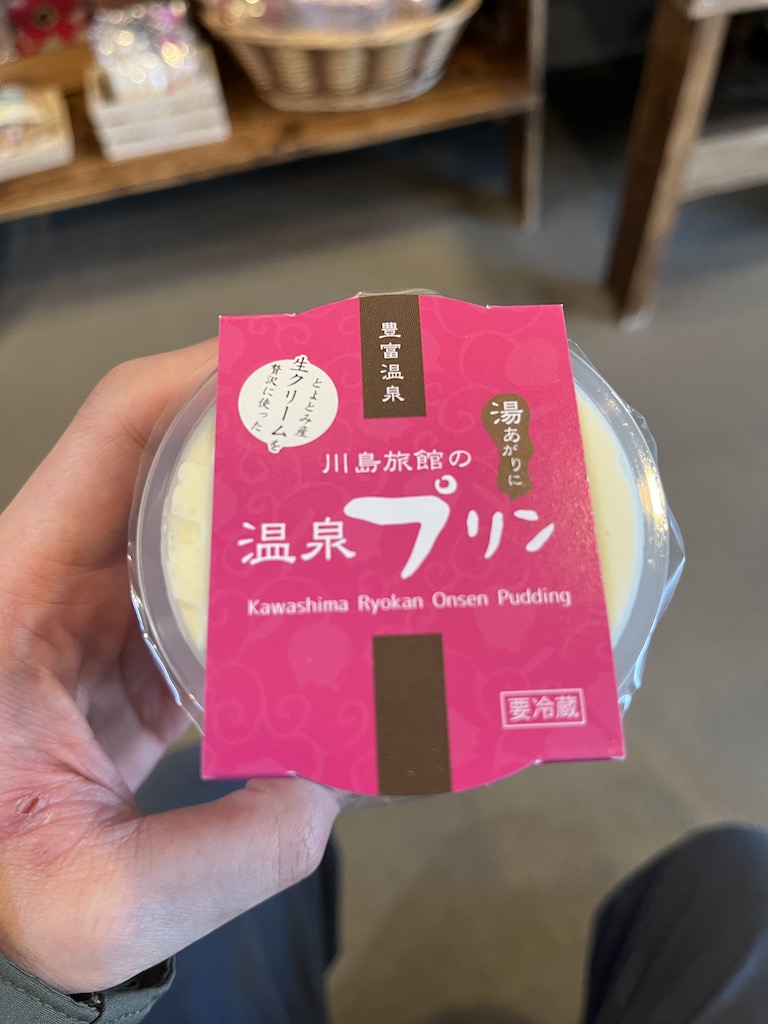 豊富温泉
とよとみ産
生クリームを
贅沢に使った
湯あがりに
川島旅館の
温泉プリン
Kawashima Ryokan Onsen Pudding
要冷蔵